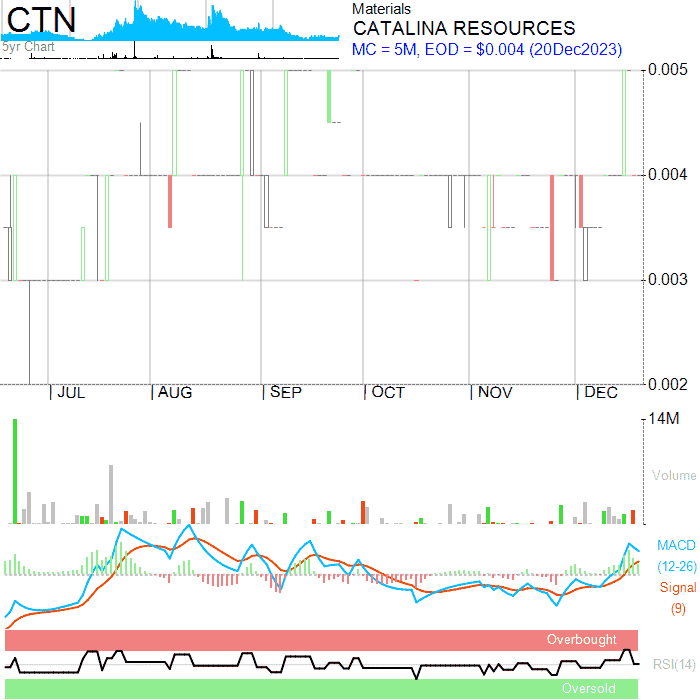 CTN
5yr Chart
Materials
CATALINA RESOURCES
MC = 5M, EOD = $0.004 (20Dec2023)
0.005
0.004
0.003
0.002
JUL AUG SEP OCT NOV DEC
14M
Volume
MACD
(12-26)
Signal
(9)
Overbought
RSI(14)
Oversold